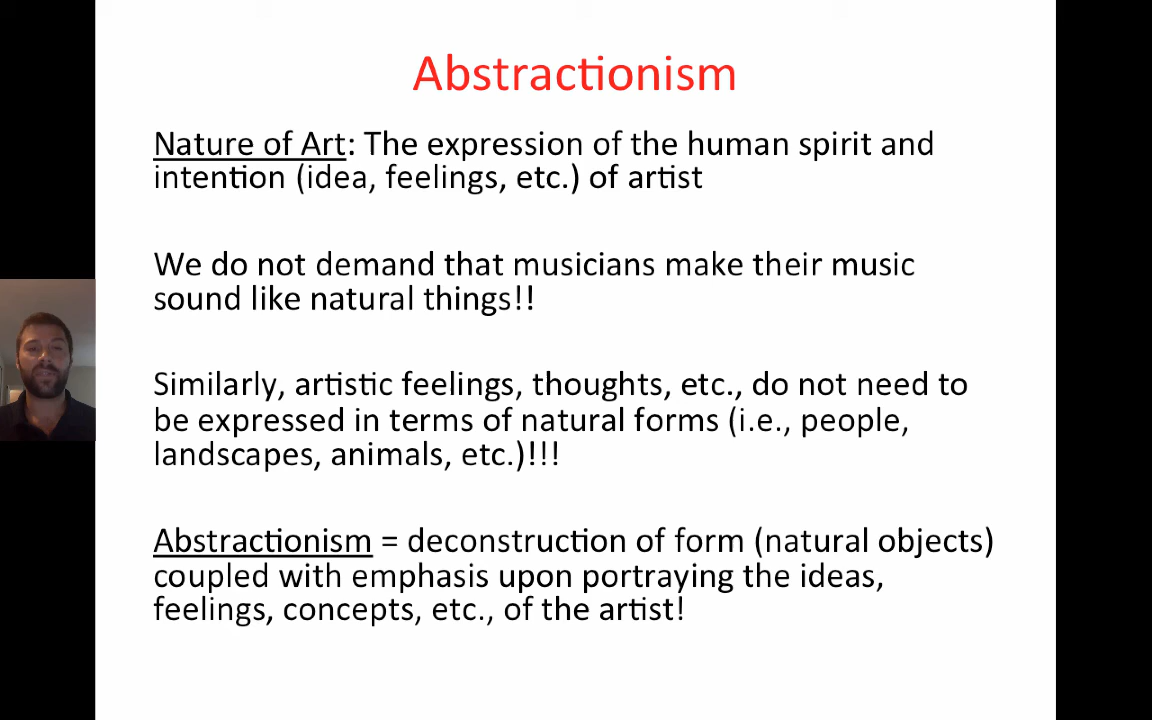 Abstractionism
Nature of Art: The expression of the human spirit and
intention (idea, feelings, etc.) of artist
We do not demand that musicians make their music
sound like natural things!!
Similarly, artistic feelings, thoughts, etc., do not need to
be expressed in terms of natural forms (i.e., people,
landscapes, animals, etc.)!!!
Abstractionism = deconstruction of form (natural objects)
coupled with emphasis upon portraying the ideas,
feelings, concepts, etc., of the artist!